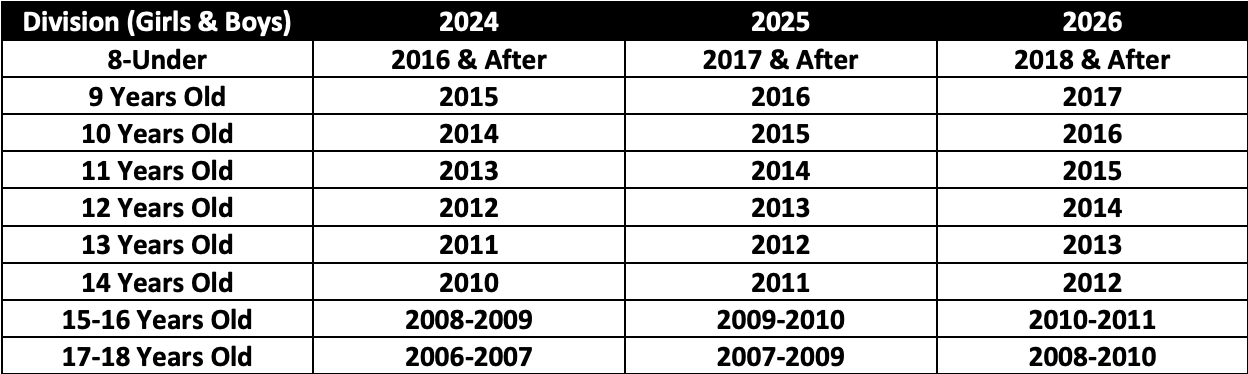 Division (Girls & Boys) 2024 2025 2026
8-Under 2016 & After 2017 & After 2018 & After
9 Years Old 2015 2016 2017
10 Years Old 2014 2015 2016
11 Years Old 2013 2014 2015
12 Years Old 2012 2013 2014
13 Years Old 2011 2012 2013
14 Years Old 2010 2011 2012
15-16 Years Old 2008-2009 2009-2010 2010-2011
17-18 Years Old 2006-2007 2007-2009 2008-2010